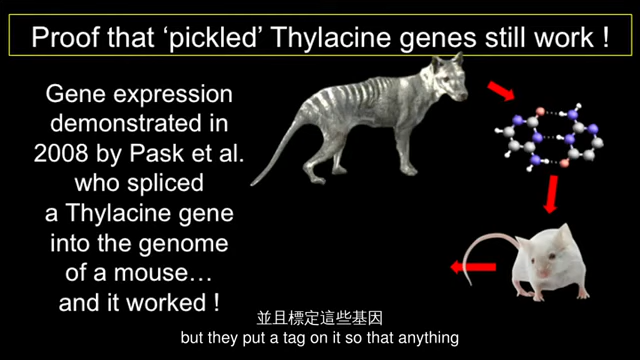 Proof that ‘pickled’ Thylacine genes still work !
Gene expression
demonstrated in
2008 by Pask et al.
who spliced
a Thylacine gene
into the genome
of a mouse…
and it worked !
並且標定這些基因
but they put a tag on it so that anything